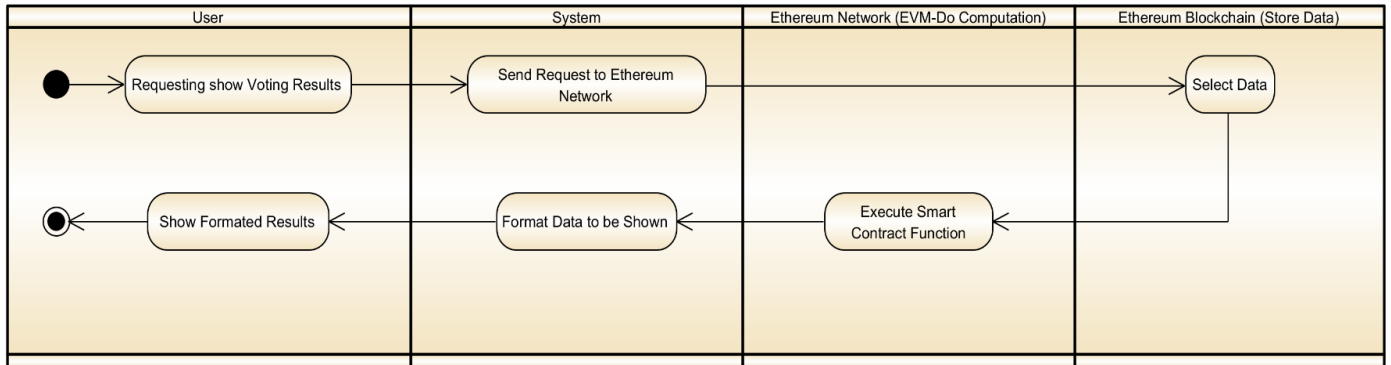 User
System
Ethereum Network (EVM-Do Computation)
Ethereum Blockchain (Store Data)
Requesting show Voting Results
Send Request to Ethereum
Network
Select Data
Show Formated Results
Format Data to be Shown
Execute Smart
Contract Function